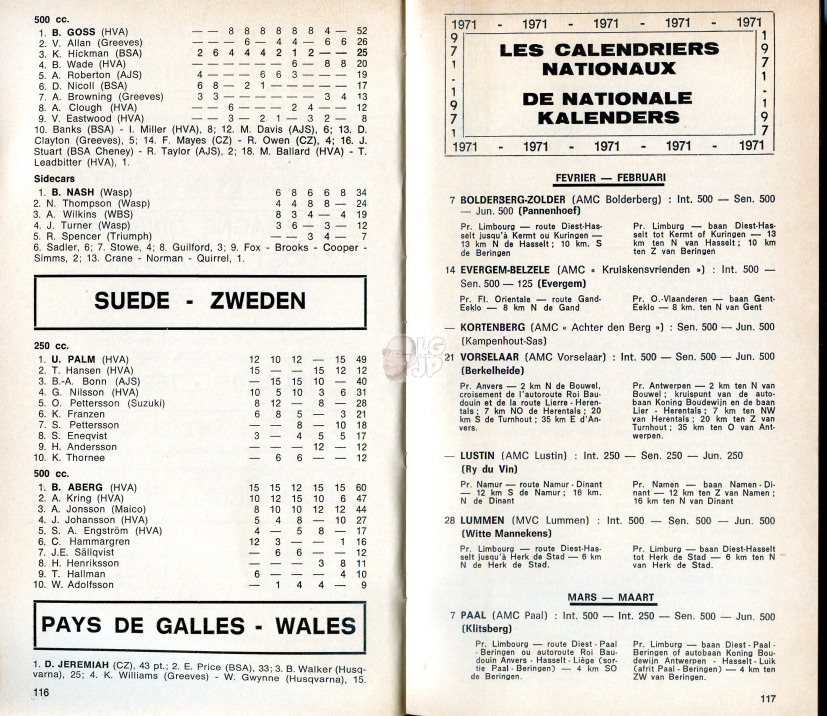 500 cc.
1. B. GOSS (HVA) — — 8 8 8 8 8 8 4 — 52
2. V. Allan (Greeves) — — — 6 — 4 4 — 6 6 26
3. K. Hickman (BSA) 2 6 4 4 4 2 1 2 — — 25
4. B. Wade (HVA) — — — — — — 6 — 8 8 20
5. A. Roberton (AJS) 4 — — — 6 6 3 — — — 19
6. D. Nicoll (BSA) 6 8 — 2 1 — — — — — 17
7. A. Browning (Greeves) 3 3 — — — — — — 3 4 13
8. A. Clough (HVA) — — 6 — — — 2 4 — — 12
9. V. Eastwood (HVA) — — 3 — 2 1 — 3 2 — 8
10. Banks (BSA) - I. Miller (HVA), 8; 12. M. Davis (AJS), 6; 13. D.
Clayton (Greeves), 5; 14. F. Mayes (CZ) - R. Owen (CZ), 4; 16. J.
Stuart (BSA Cheney) - R. Taylor (AJS), 2; 18. M. Ballard (HVA) - T.
Leadbitter (HVA), 1.
Sidecars
1. B. NASH (Wasp) 6 8 6 6 8 34
2. N. Thompson (Wasp) 4 4 8 8 — 24
3. A. Wilkins (WBS) 8 3 4 — 4 19
4. J. Turner (Wasp) 3 6 — 3 — 12
5. R. Spencer (Triumph) — — 3 4 — 7
6. Sadler, 6; 7. Stowe, 4; 8. Guilford, 3; 9. Fox - Brooks - Cooper -
Simms, 2; 13. Crane - Norman - Quirrel, 1.
SUEDE - ZWEDEN
250 cc.
1. U. PALM (HVA) 12 10 12 — 15 49
2. T. Hansen (HVA) 15 — — 15 12 12
3. B.-A. Bonn (AJS) — 15 15 10 — 40
4. G. Nilsson (HVA) 10 5 10 3 6 31
5. O. Pettersson (Suzuki) 8 12 — 8 — 28
6. K. Franzen 6 8 5 — 3 21
7. S. Pettersson — — 8 — 10 18
8. S. Eneqvist 3 — 4 5 5 17
9. H. Andersson — — — 12 — 12
10. K. Thornee — 6 6 — — 12
500 cc.
1. B. ABERG (HVA) 15 15 12 15 15 60
2. A. Kring (HVA) 10 12 15 10 6 47
3. A. Jonsson (Maico) 8 10 10 12 12 44
4. J. Johansson (HVA) 5 4 8 — 10 27
5. S. A. Engström (HVA) 4 — 5 8 — 17
6. C. Hammargren 12 3 — — 1 16
7. J.E. Sällqvist — 6 6 — — 12
8. H. Henriksson — — — 3 8 11
9. T. Hallman 6 — — — 4 10
10. W. Adolfsson — 1 4 4 — 9
PAYS DE GALLES - WALES
1. D. JEREMIAH (CZ), 43 pt.; 2. E. Price (BSA), 33; 3. B. Walker (Husq-
varna), 25; 4. K. Williams (Greeves) - W. Gwynne (Husqvarna), 15.
116
1971 - 1971 - 1971 - 1971 - 1971
1971 - 1971
LES CALENDRIERS
NATIONAUX
DE NATIONALE
KALENDERS
1971 - 1971
1971 - 1971 - 1971 - 1971 - 1971
FEVRIER — FEBRUARI
7 BOLDERBERG-ZOLDER (AMC Bolderberg) : Int. 500 — Sen. 500
— Jun. 500 (Pannenhoef)
Pr. Limbourg — route Diest-Has-
selt jusqu'à Kermt ou Kuringen —
13 km N de Hasselt; 10 km. S
de Beringen
Pr. Limburg — baan Diest-Has-
selt tot Kermt of Kuringen — 13
km ten N van Hasselt; 10 km
ten Z van Beringen
14 EVERGEM-BELZELE (AMC « Kruiskensvrienden ») : Int. 500 —
Sen. 500 — 125 (Evergem)
Pr. Fl. Orientale — route Gand-
Eeklo — 8 km N de Gand
Pr. O.-Vlaanderen — baan Gent-
Eeklo — 8 km. ten N van Gent
— KORTENBERG (AMC « Achter den Berg ») : Sen. 500 — Jun. 500
(Kampenhout-Sas)
21 VORSELAAR (AMC Vorselaar) : Int. 500 — Sen. 500 — Jun. 500
(Berkelheide)
Pr. Anvers — 2 km N de Bouwel,
croisement de l'autoroute Roi Bau-
douin et de la route Lierre - Heren-
tals; 7 km NO de Herentals; 20
km S de Turnhout; 35 km E d'An-
vers.
Pr. Antwerpen — 2 km ten N van
Bouwel; kruispunt van de auto-
baan Koning Boudewijn en de baan
Lier - Herentals; 7 km ten NW
van Herentals; 20 km ten Z van
Turnhout; 35 km ten O van Ant-
werpen.
— LUSTIN (AMC Lustin) : Int. 250 — Sen. 250 — Jun. 250
(Ry du Vin)
Pr. Namur — route Namur - Dinant
— 12 km S de Namur; 16 km.
N de Dinant
Pr. Namen — baan Namen - Di-
nant — 12 km ten Z van Namen;
16 km ten N van Dinant
28 LUMMEN (MVC Lummen) : Int. 500 — Sen. 500 — Jun. 500
(Witte Mannekens)
Pr. Limbourg — route Diest-Has-
selt jusqu'à Herk de Stad — 6 km
N de Herk de Stad.
Pr. Limburg — baan Diest-Hasselt
tot Herk de Stad — 6 km ten N
van Herk de Stad.
MARS — MAART
7 PAAL (AMC Paal) : Int. 500 — Int. 250 — Sen. 500 — Jun. 500
(Klitsberg)
Pr. Limbourg — route Diest - Paal
- Beringen ou autoroute Roi Bau-
douin Anvers - Hasselt - Liège (sor-
tie Paal - Beringen) — 4 km SO
de Beringen.
Pr. Limburg — baan Diest - Paal -
Beringen of autobaan Koning Bou-
dewijn Antwerpen - Hasselt - Luik
(afrit Paal - Beringen) — 4 km ten
ZW van Beringen.
117
LG
JP